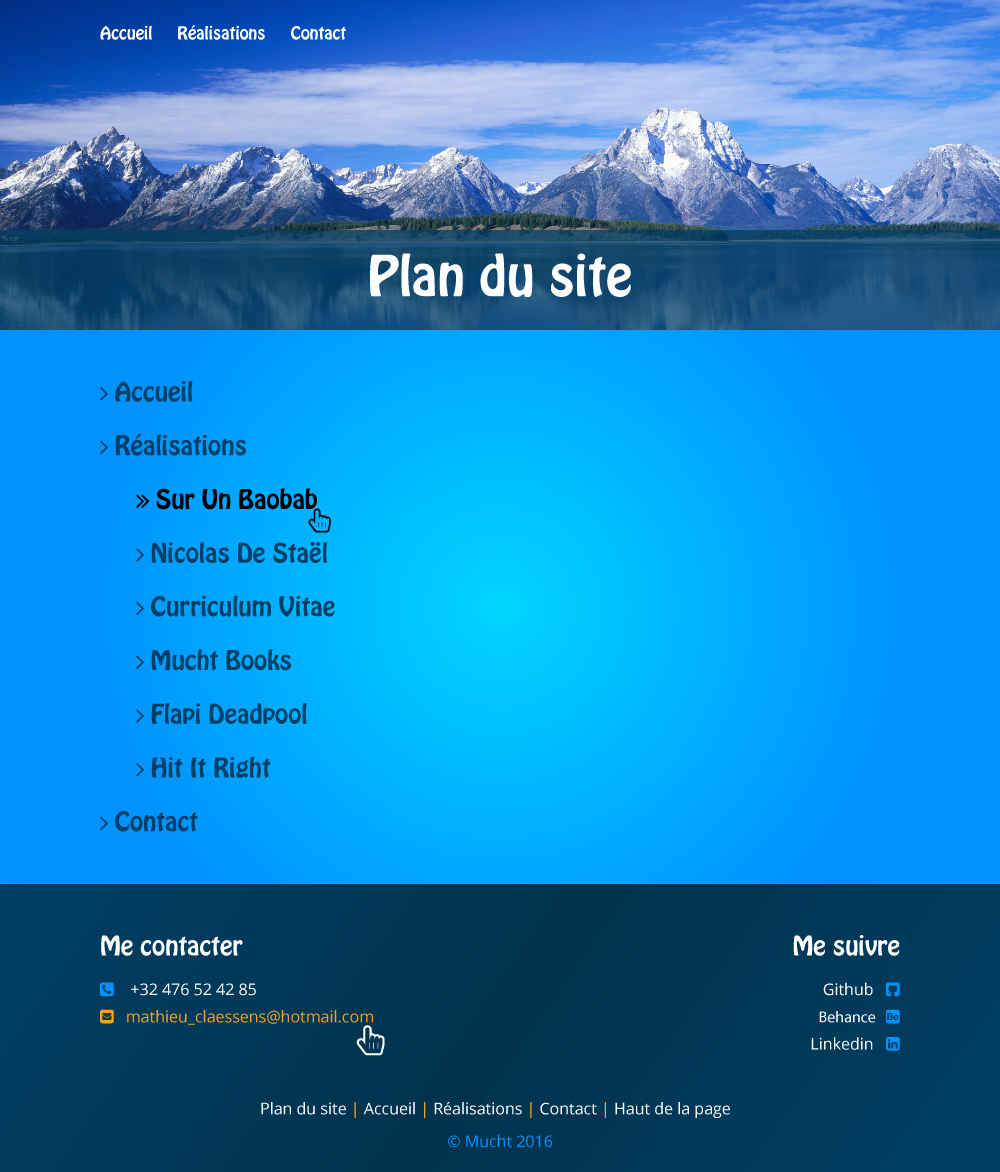 Accueil Réalisations Contact
Plan du site
Accueil
Réalisations
Sur Un Baobab
Nicolas De Staël
Curriculum Vitae
Mucht Books
Flapi Deadpool
Hit It Right
Contact
Me contacter
+32 476 52 42 85
mathieu_claessens@hotmail.com
Me suivre
Github
Behance
Linkedin
Plan du site | Accueil | Réalisations | Contact | Haut de la page
© Mucht 2016